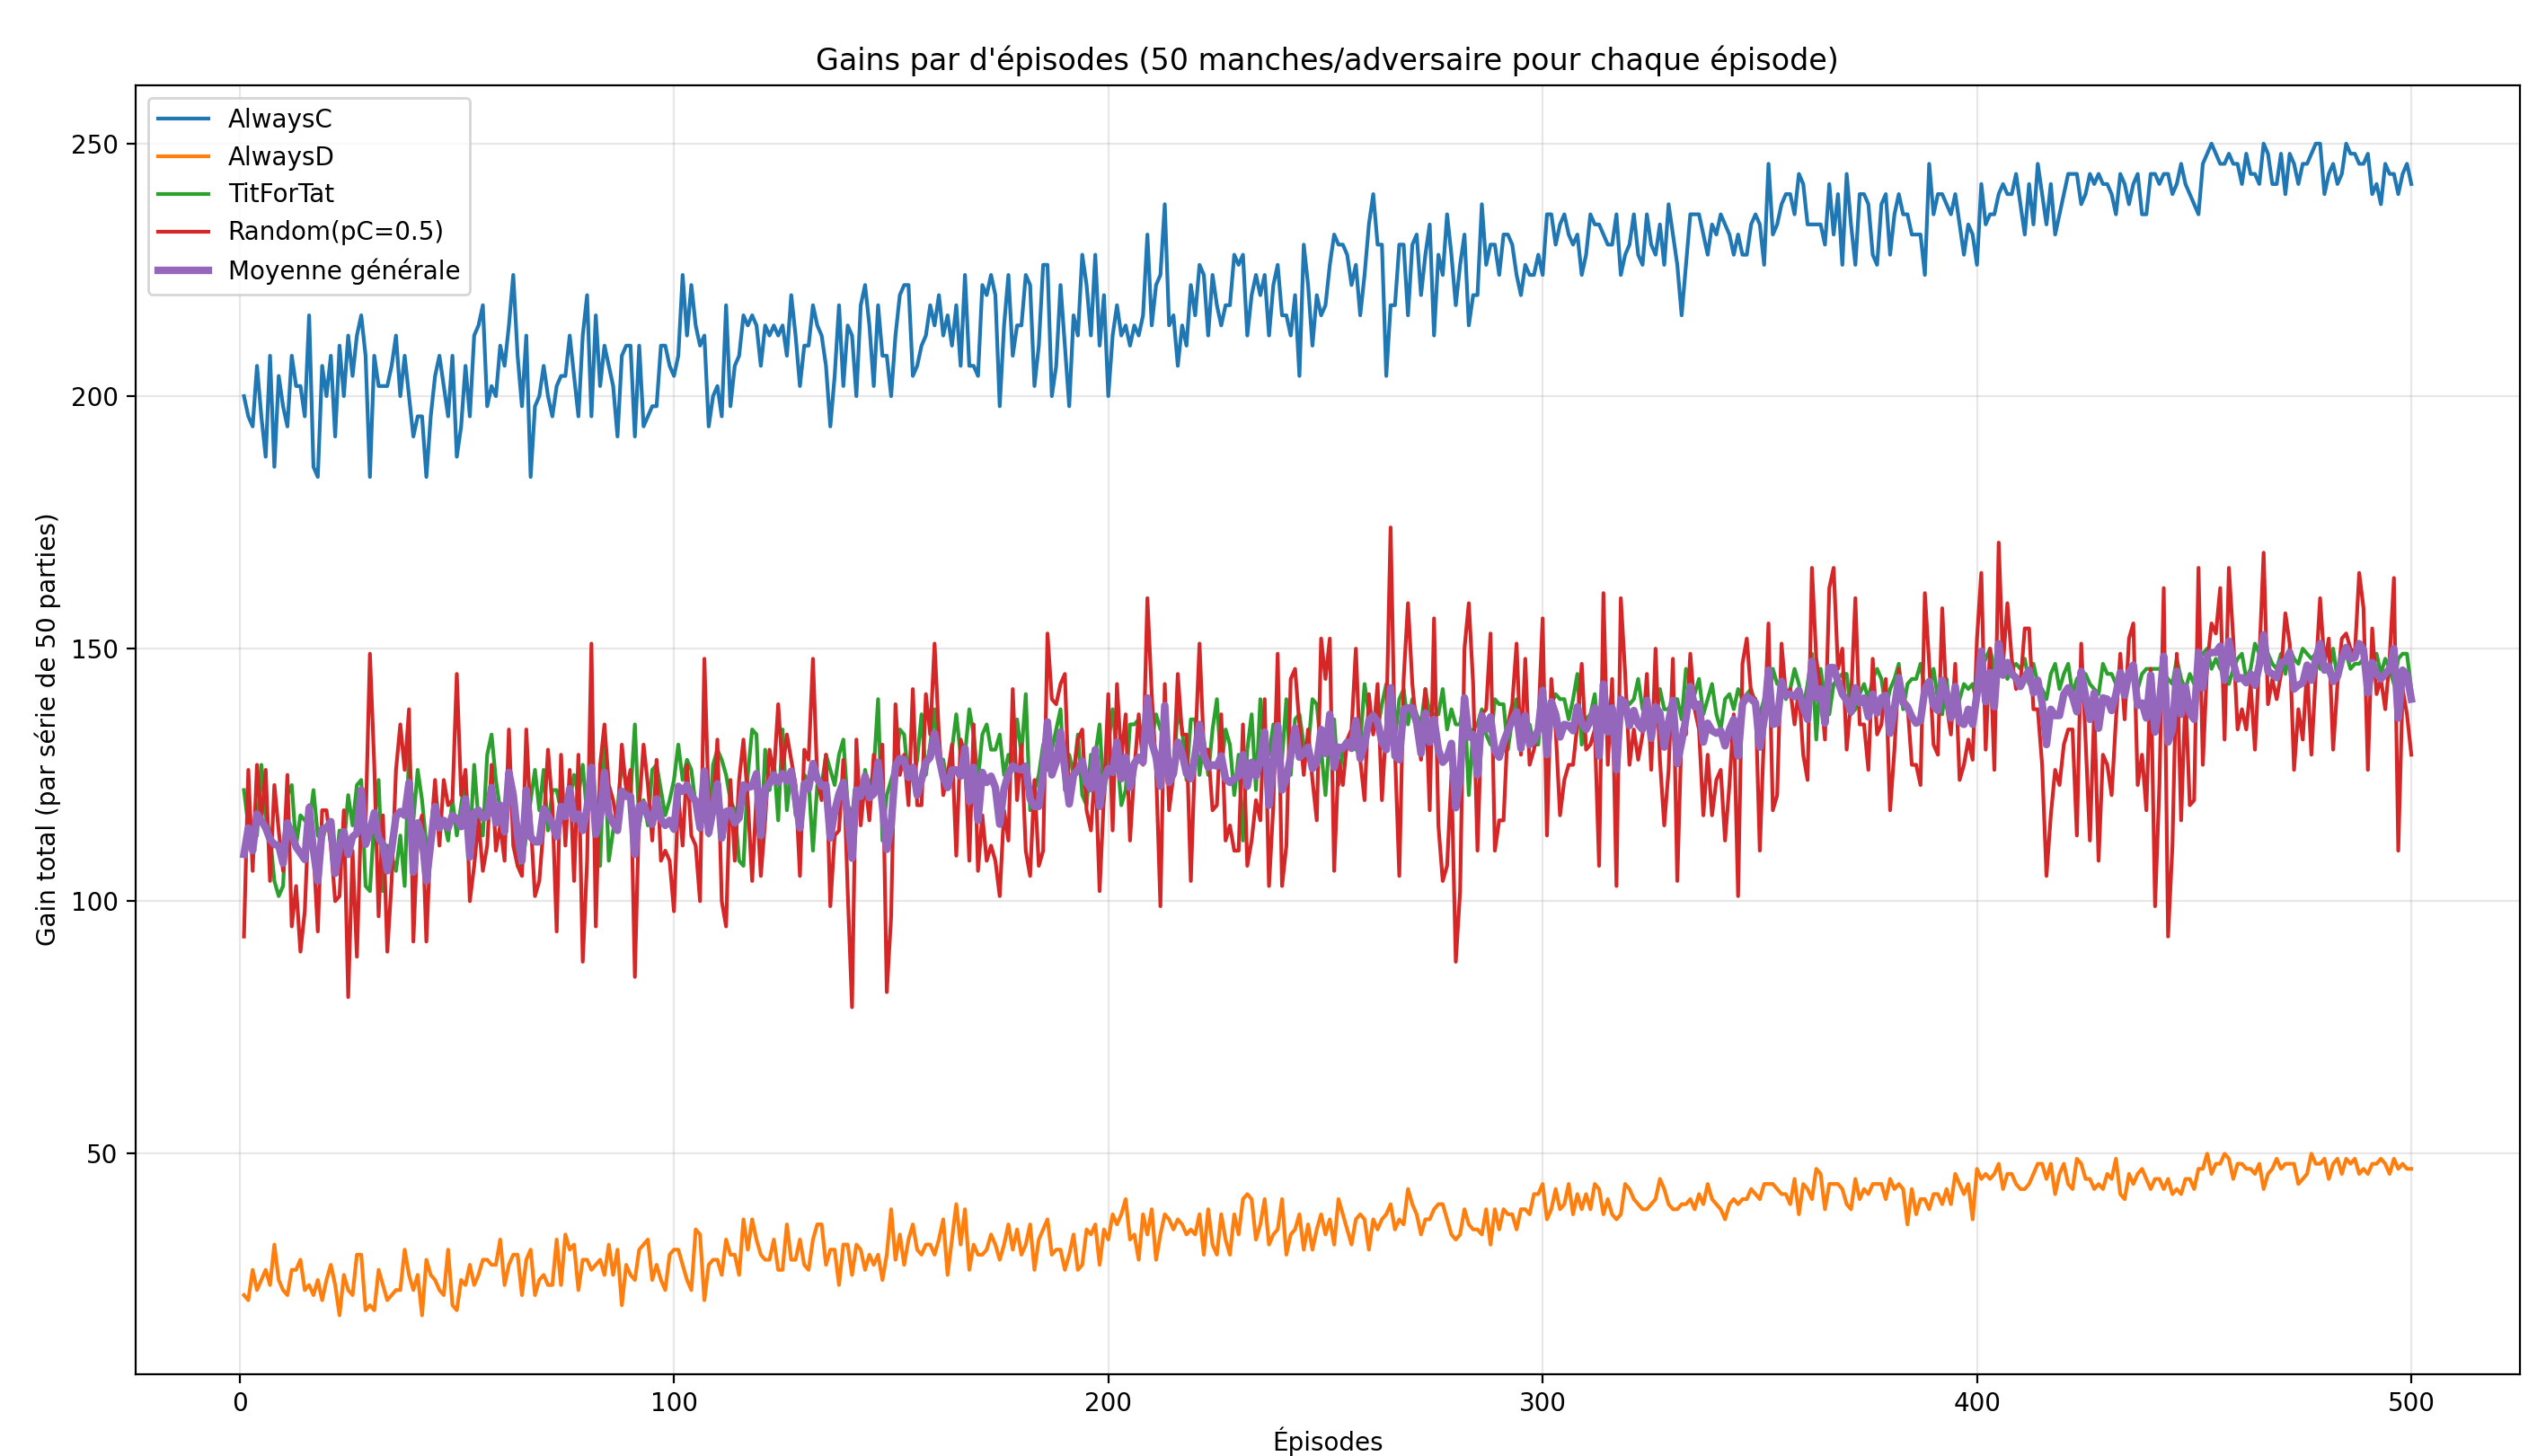 Gains par d'épisodes (50 manches/adversaire pour chaque épisode)
AlwaysC
AlwaysD
TitForTat
Random(pC=0.5)
Moyenne générale
250
200
150
100
50
Gain total (par série de 50 parties)
0
100
200
300
400
500
Épisodes